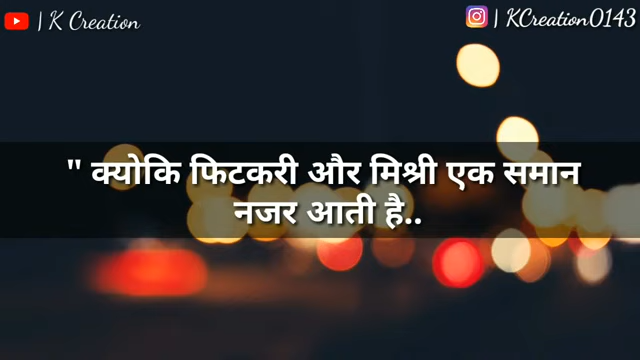 | K Creation
| KCreation0143
" क्योकि फिटकरी और मिश्री एक समान
नजर आती है..